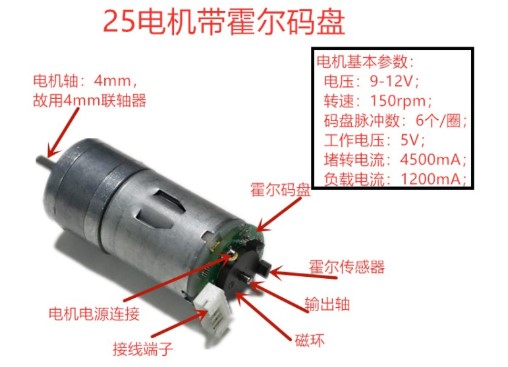 25电机带霍尔码盘
电机基本参数：
电压：9-12V；
转速：150rpm；
码盘脉冲数：6个/圈；
工作电压：5V；
堵转电流：4500mA；
负载电流：1200mA；
电机轴：4mm，
故用4mm联轴器
霍尔码盘
霍尔传感器
输出轴
磁环
电机电源连接
接线端子